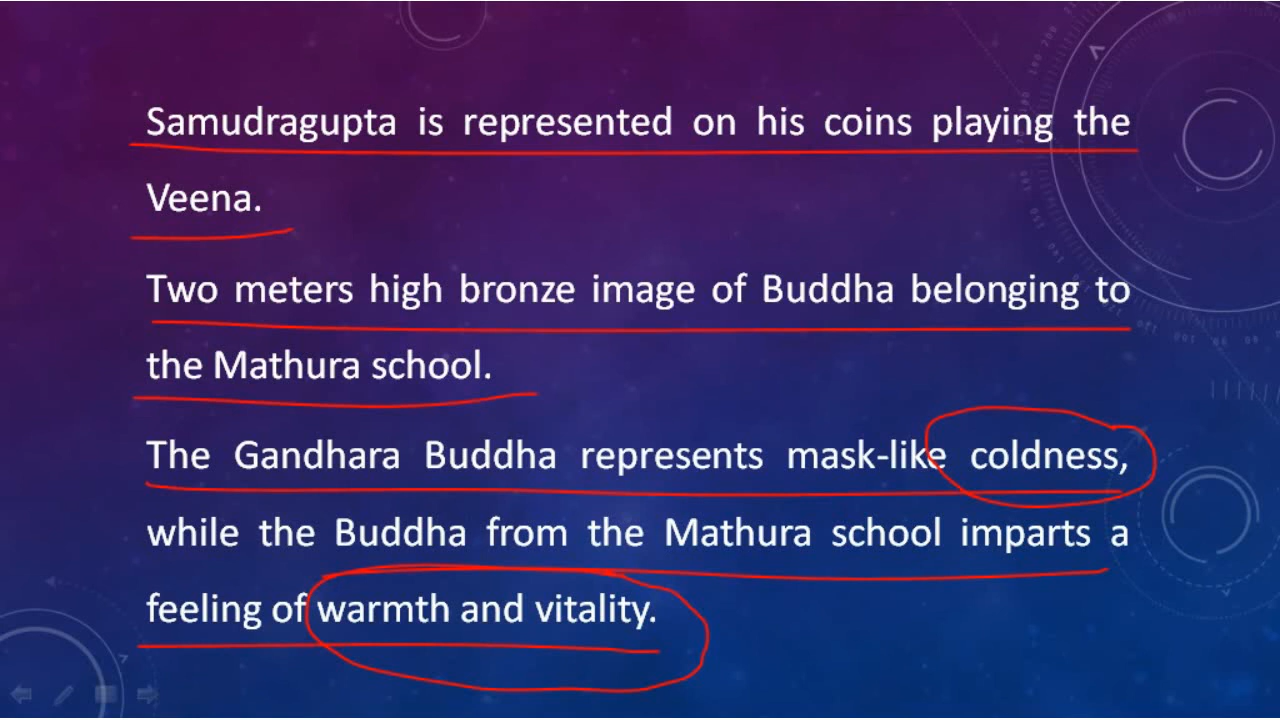 Samudragupta is represented on his coins playing the
Veena.
Two meters high bronze image of Buddha belonging to
the Mathura school.
The Gandhara Buddha represents mask-like coldness,
while the Buddha from the Mathura school imparts a
feeling of warmth and vitality.